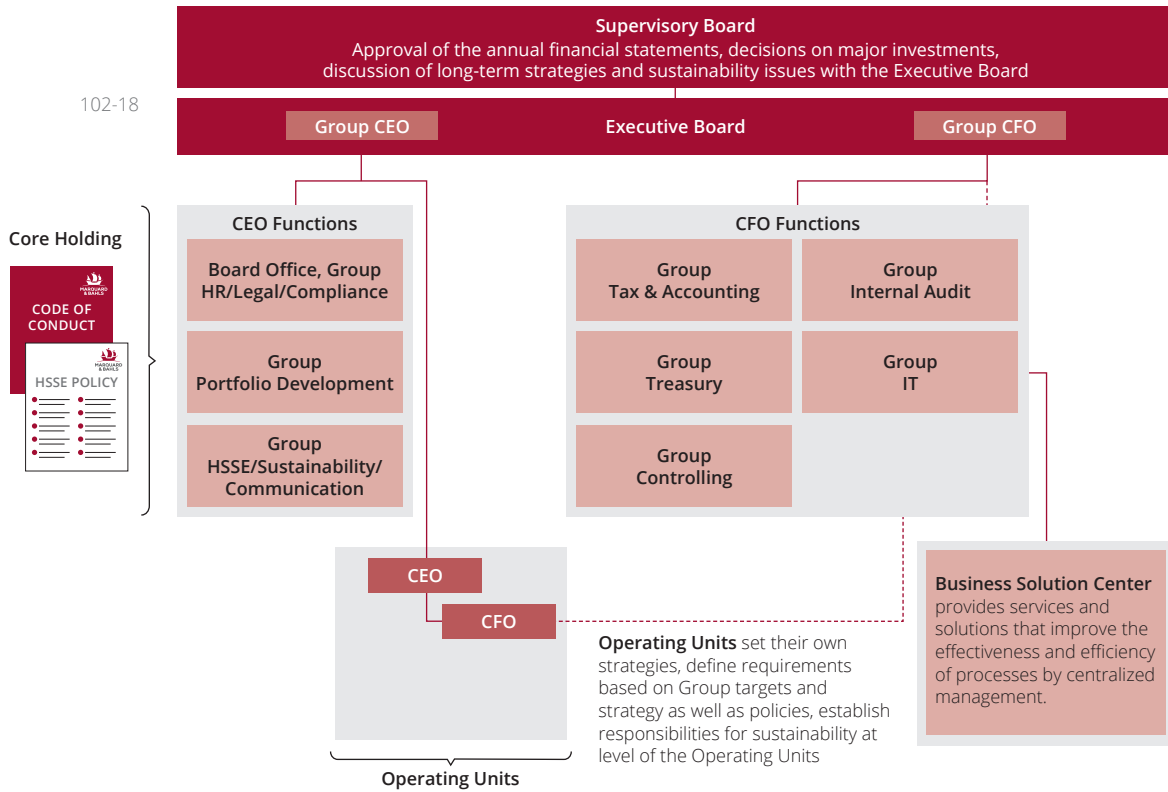 Supervisory Board
Approval of the annual financial statements, decisions on major investments,
discussion of long-term strategies and sustainability issues with the Executive Board
102-18
Group CEO
Executive Board
Group CFO
Core Holding
MARQUARD
& BAHLS
CODE OF
CONDUCT
MARQUARD
& BAHLS
HSSE POLICY
CEO Functions
Board Office, Group
HR/Legal/Compliance
Group
Portfolio Development
Group
HSSE/Sustainability/
Communication
CFO Functions
Group
Tax & Accounting
Group
Internal Audit
Group
Treasury
Group
IT
Group
Controlling
CEO
CFO
Operating Units
Operating Units set their own
strategies, define requirements
based on Group targets and
strategy as well as policies, establish
responsibilities for sustainability at
level of the Operating Units
Business Solution Center
provides services and
solutions that improve the
effectiveness and efficiency
of processes by centralized
management.